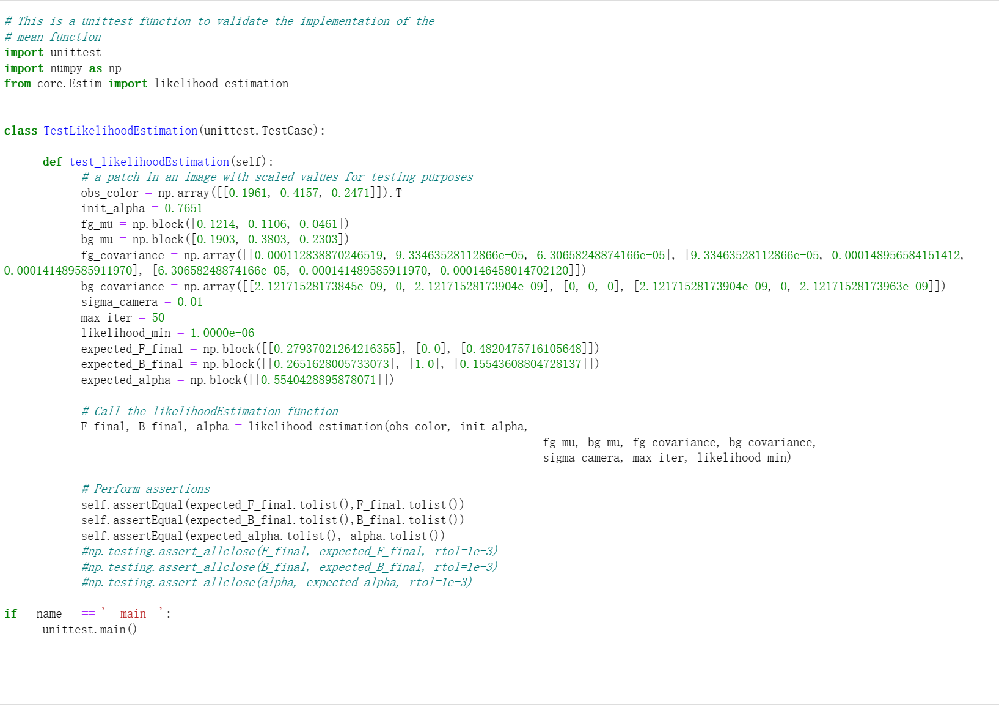 # This is a unittest function to validate the implementation of the
# mean function
import unittest
import numpy as np
from core.Estim import likelihood_estimation
class TestLikelihoodEstimation(unittest.TestCase):
def test_likelihoodEstimation(self):
# a patch in an image with scaled values for testing purposes
obs_color = np.array([[0.1961, 0.4157, 0.2471]]).T
init_alpha = 0.7651
fg_mu = np.block([0.1214, 0.1106, 0.0461])
bg_mu = np.block([0.1903, 0.3803, 0.2303])
fg_covariance = np.array([[0.000112838870246519, 9.33463528112866e-05, 6.30658248874166e-05], [9.33463528112866e-05, 0.000148956584151412,
0.000141489585911970], [6.30658248874166e-05, 0.000141489585911970, 0.000146458014702120]])
bg_covariance = np.array([[2.12171528173845e-09, 0, 2.12171528173904e-09], [0, 0, 0], [2.12171528173904e-09, 0, 2.12171528173963e-09]])
sigma_camera = 0.01
max_iter = 50
likelihood_min = 1.0000e-06
expected_F_final = np.block([[0.27937021264216355], [0.0], [0.4820475716105648]])
expected_B_final = np.block([[0.2651628005733073], [1.0], [0.15543608804728137]])
expected_alpha = np.block([[0.5540428895878071]])
# Call the likelihoodEstimation function
F_final, B_final, alpha = likelihood_estimation(obs_color, init_alpha,
fg_mu, bg_mu, fg_covariance, bg_covariance,
sigma_camera, max_iter, likelihood_min)
# Perform assertions
self.assertEqual(expected_F_final.tolist(),F_final.tolist())
self.assertEqual(expected_B_final.tolist(),B_final.tolist())
self.assertEqual(expected_alpha.tolist(), alpha.tolist())
#np.testing.assert_allclose(F_final, expected_F_final, rtol=1e-3)
#np.testing.assert_allclose(B_final, expected_B_final, rtol=1e-3)
#np.testing.assert_allclose(alpha, expected_alpha, rtol=1e-3)
if __name__ == '__main__':
unittest.main()